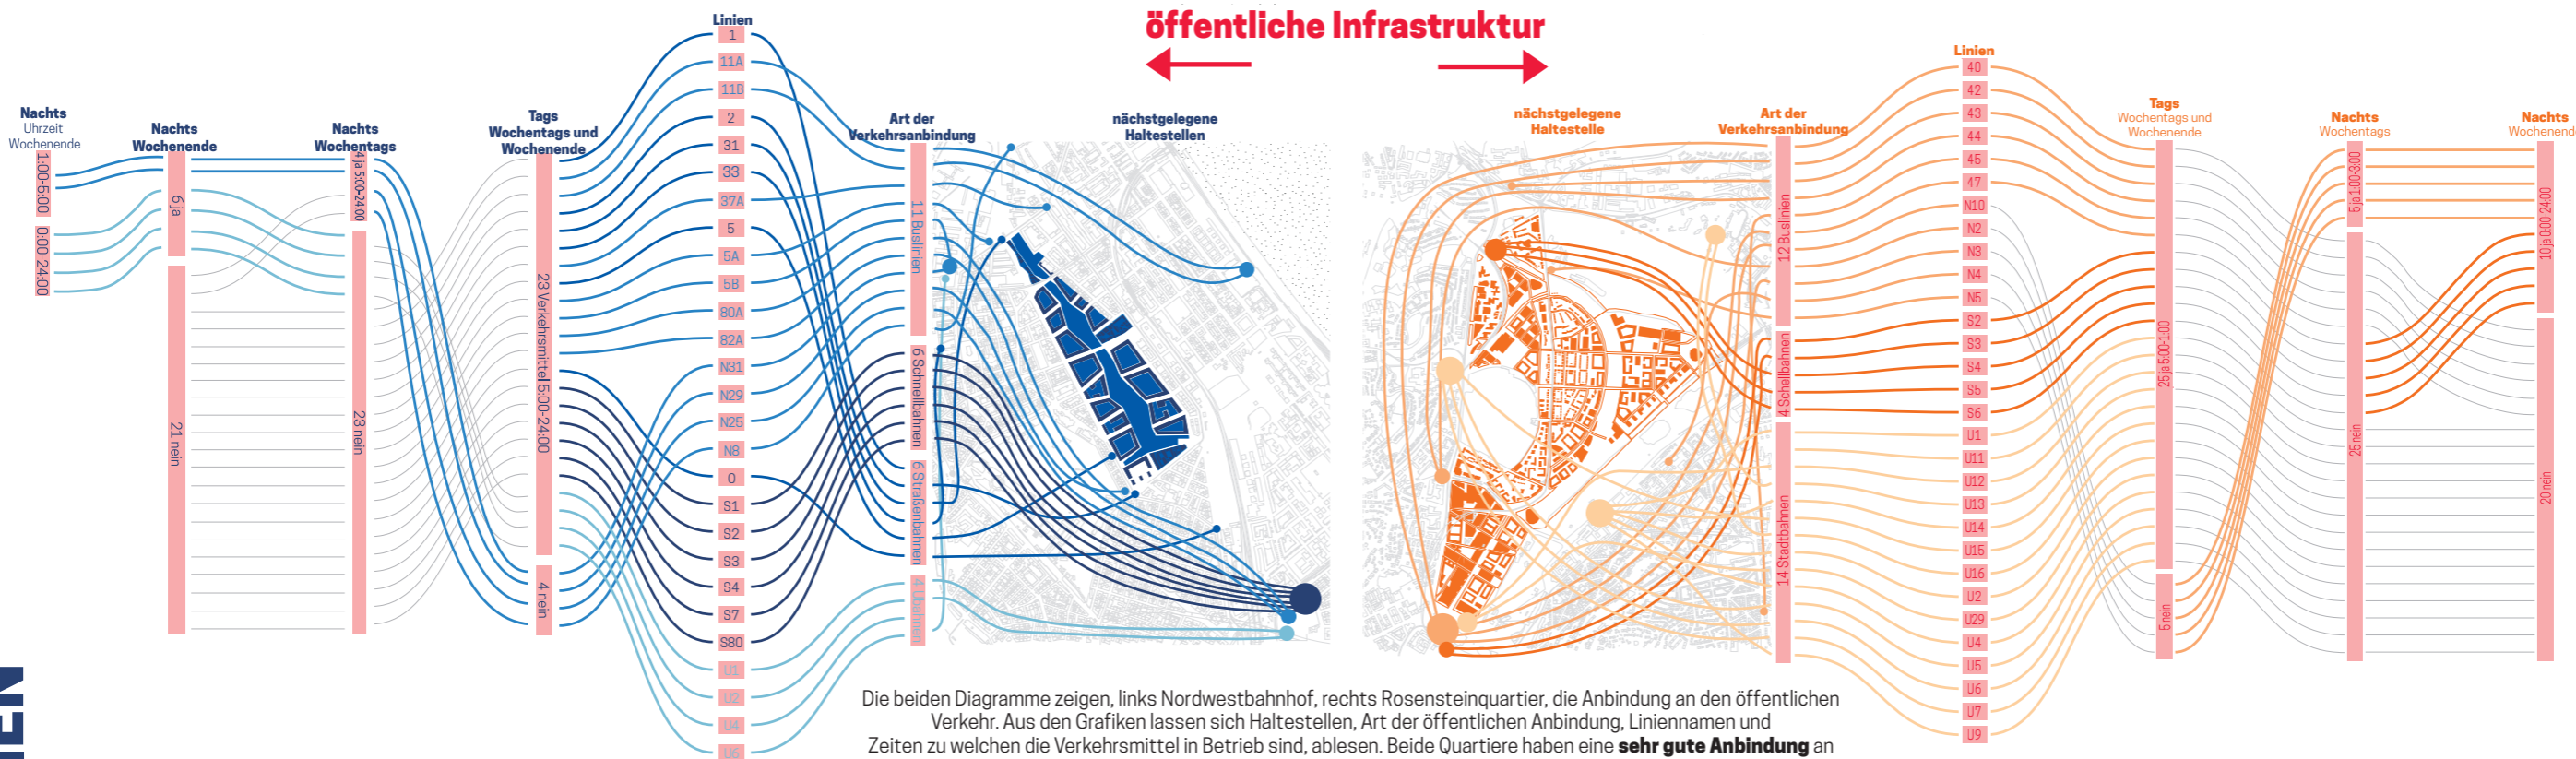 öffentliche Infrastruktur
Nachts
Uhrzeit
Wochenende
1:00-5:00
0:00-24:00
Nachts
Wochenende
6 ja
21 nein
Nachts
Wochentags
4 ja 5:00-24:00
23 nein
Tags
Wochentags und
Wochenende
23 Verkehrsmittel 5:00-24:00
4 nein
Linien
1
11A
11B
2
31
33
37A
5
5A
5B
80A
82A
N31
N29
N25
N8
O
S1
S2
S3
S4
S7
S80
U1
U2
U4
U6
Art der
Verkehrsanbindung
11 Buslinien
6 Schnellbahnen
6 Straßenbahnen
4 Ubahnen
nächstgelegene
Haltestellen
nächstgelegene
Haltestelle
Art der
Verkehrsanbindung
12 Buslinien
4 Schellbahnen
14 Stadtbahnen
Linien
40
42
43
44
45
47
N10
N2
N3
N4
N5
S2
S3
S4
S5
S6
U1
U11
U12
U13
U14
U15
U16
U2
U29
U4
U5
U6
U7
U9
Tags
Wochentags und
Wochenende
25 ja 5:00-1:00
5 nein
Nachts
Wochentags
5 ja 1:00-3:00
25 nein
Nachts
Wochenend
10 ja 0:00-24:00
20 nein
Die beiden Diagramme zeigen, links Nordwestbahnhof, rechts Rosensteinquartier, die Anbindung an den öffentlichen
Verkehr. Aus den Grafiken lassen sich Haltestellen, Art der öffentlichen Anbindung, Liniennamen und
Zeiten zu welchen die Verkehrsmittel in Betrieb sind, ablesen. Beide Quartiere haben eine sehr gute Anbindung an